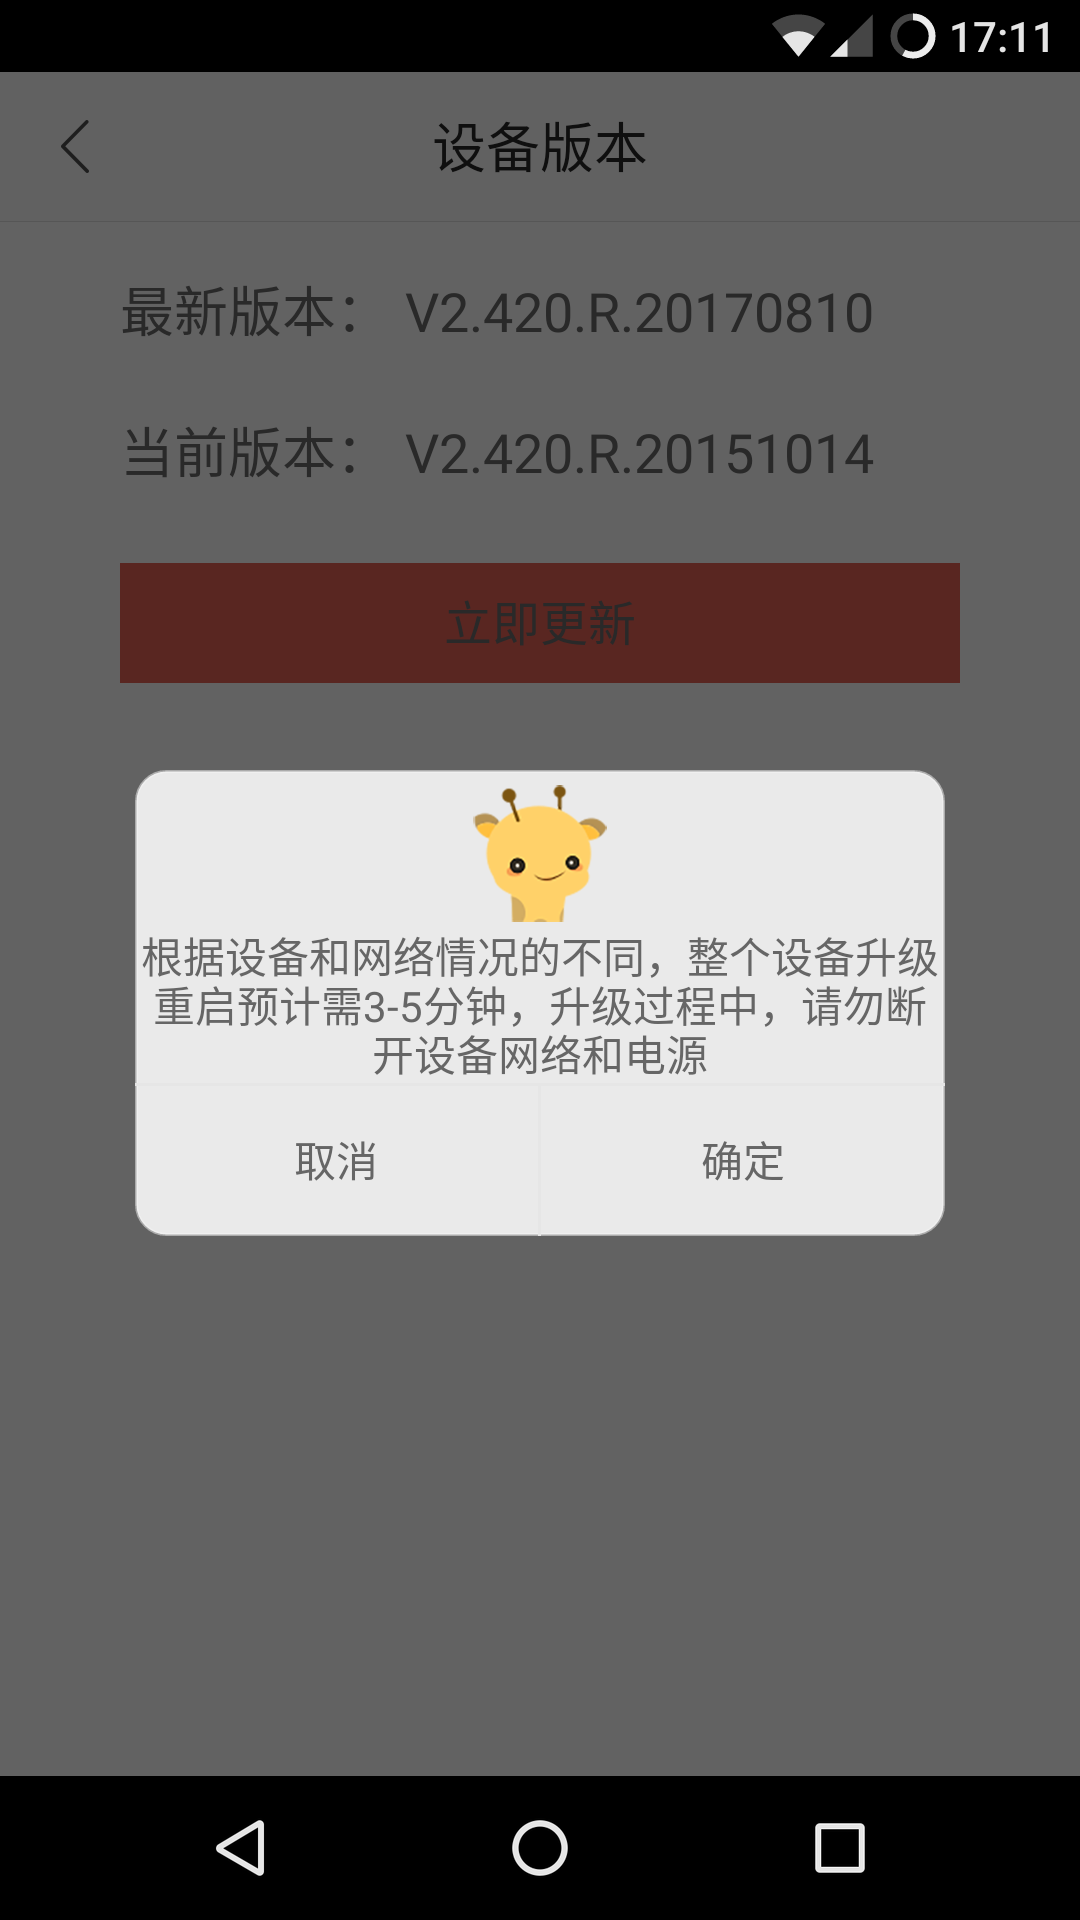 17:11
设备版本
最新版本： V2.420.R.20170810
当前版本： V2.420.R.20151014
立即更新
根据设备和网络情况的不同，整个设备升级
重启预计需3-5分钟，升级过程中，请勿断
开设备网络和电源
取消 确定